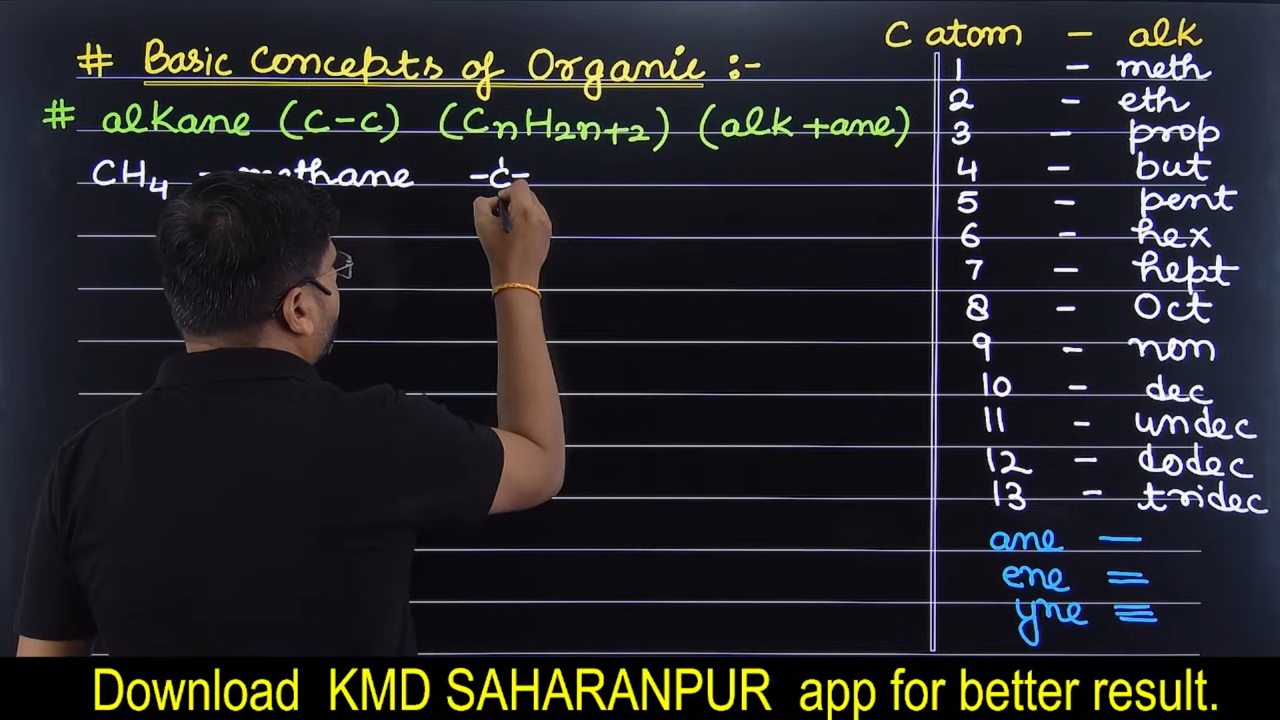 # Basic Concepts of Organic :-
# alkane (C-C) (CnH2n+2) (alk+ane)
CH4 - methane -C-
C atom - alk
1 - meth
2 - eth
3 - prop
4 - but
5 - pent
6 - hex
7 - hept
8 - Oct
9 - non
10 - dec
11 - undec
12 - dodec
13 - tridec
ane —
ene =
yne ≡
Download KMD SAHARANPUR app for better result.